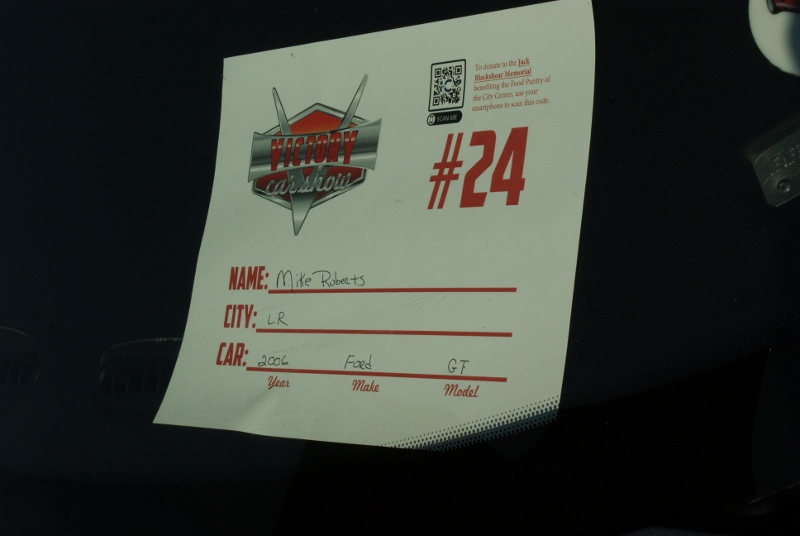 VICTORY
car show
To donate to the Jack
Blackshear Memorial
benefiting the Food Pantry of
the City Center, use your
smartphone to scan this code.
SCAN ME
#24
NAME: Mike Roberts
CITY: LR
CAR: 2006 Ford GT
Year Make Model